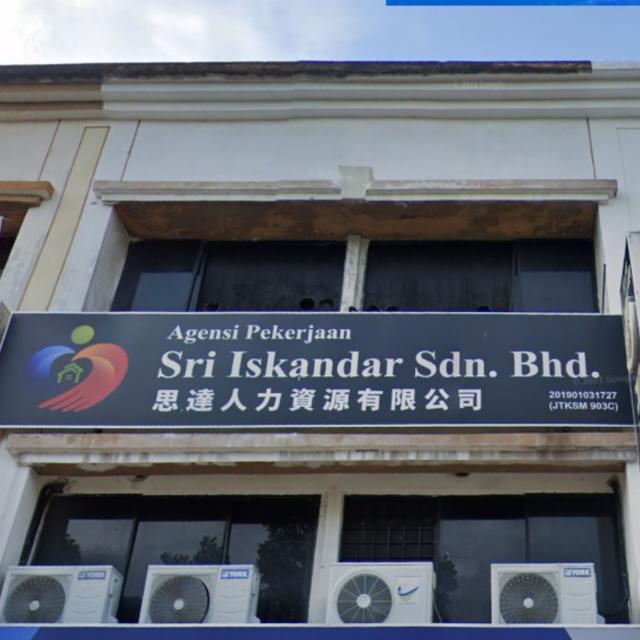 Agensi Pekerjaan
Sri Iskandar Sdn. Bhd.
思達人力資源有限公司
201901031727
(JTKSM 903C)
YORK
YORK
YORK